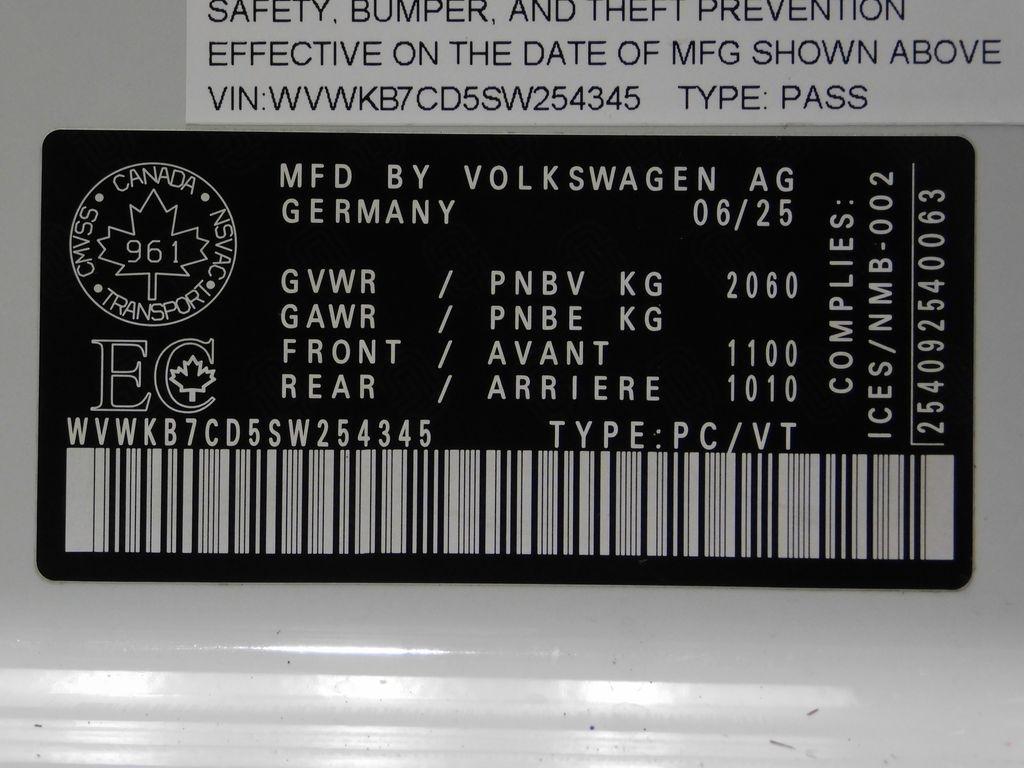 SAFETY, BUMPER, AND THEFT PREVENTION
EFFECTIVE ON THE DATE OF MFG SHOWN ABOVE
VIN:WVWKB7CD5SW254345 TYPE: PASS
CANADA
CMVSS
NSVAC
961
TRANSPORT
EC
MFD BY VOLKSWAGEN AG
GERMANY 06/25
GVWR / PNBV KG 2060
GAWR / PNBE KG
FRONT / AVANT 1100
REAR / ARRIERE 1010
WVWKB7CD5SW254345 TYPE:PC/VT
COMPLIES:
ICES/NMB-002
254092540063